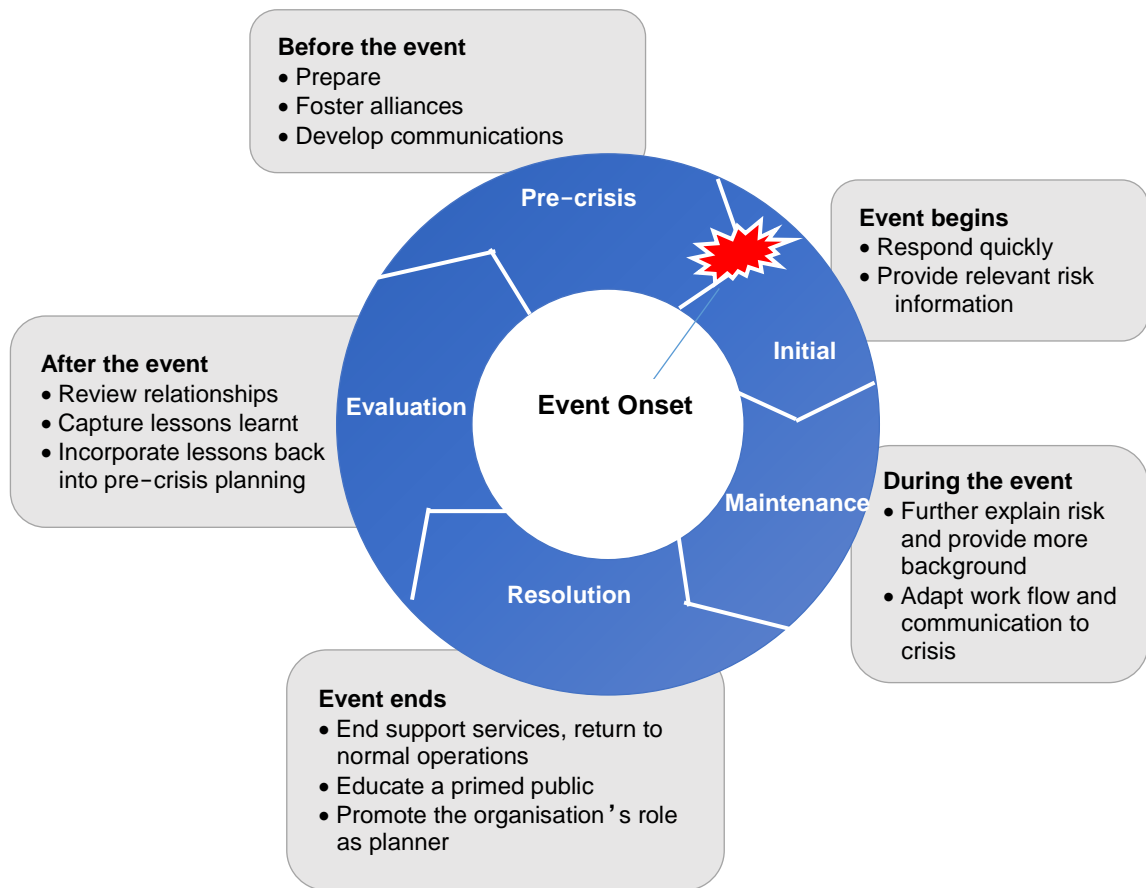 Before the event
• Prepare
• Foster alliances
• Develop communications
Pre-crisis
Event begins
• Respond quickly
• Provide relevant risk
information
Initial
After the event
• Review relationships
• Capture lessons learnt
• Incorporate lessons back
into pre-crisis planning
Evaluation
Event Onset
Maintenance
During the event
• Further explain risk
and provide more
background
• Adapt work flow and
communication to
crisis
Resolution
Event ends
• End support services, return to
normal operations
• Educate a primed public
• Promote the organisation's role
as planner